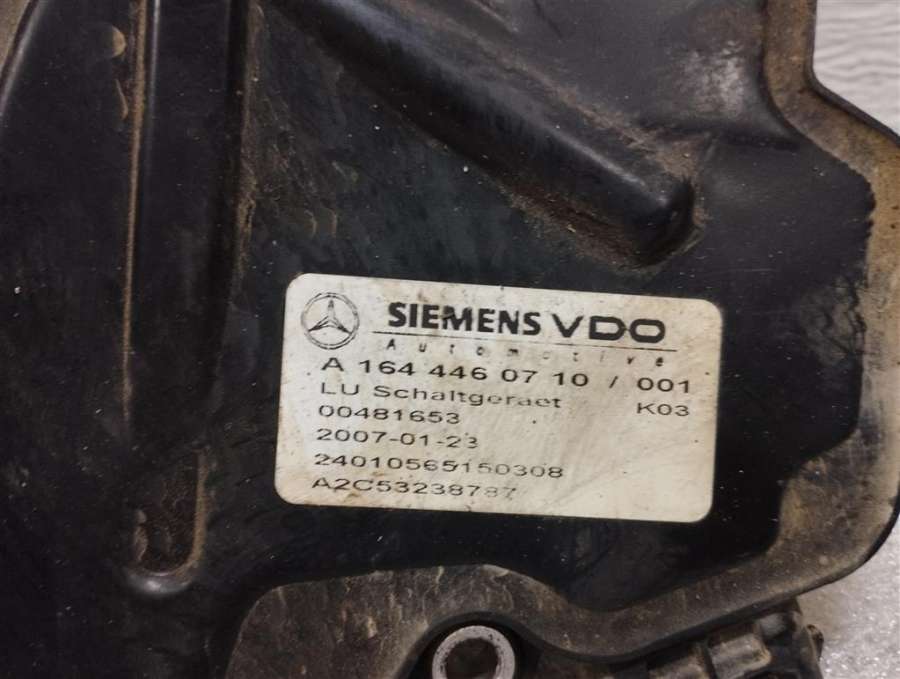 SIEMENS VDO
Automotive
A 164 446 07 10 / 001
LU Schaltgeraet K03
00481653
2007-01-23
24010565150308
A2C53238787